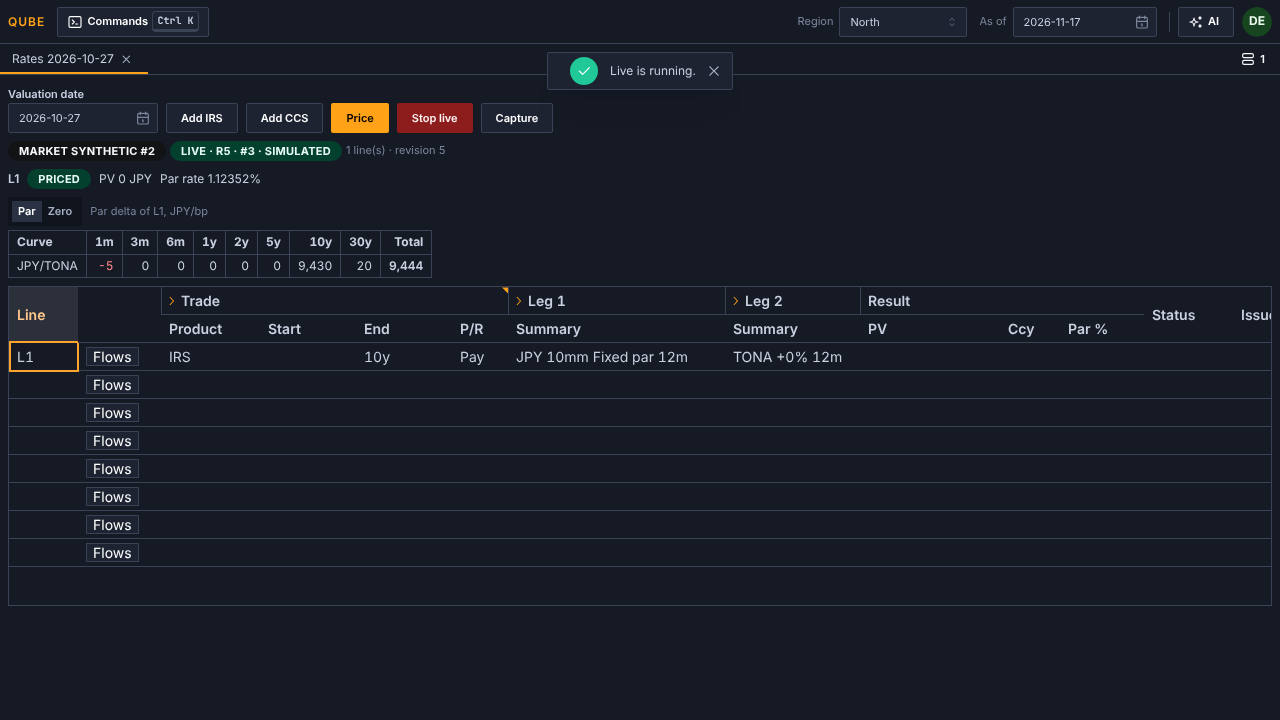 QUBE Commands Ctrl K Region North As of 2026-11-17 AI DE
Rates 2026-10-27 1
Live is running.
Valuation date
2026-10-27 Add IRS Add CCS Price Stop live Capture
MARKET SYNTHETIC #2 LIVE · R5 · #3 · SIMULATED 1 line(s) · revision 5
L1 PRICED PV 0 JPY Par rate 1.12352%
Par Zero Par delta of L1, JPY/bp
Curve 1m 3m 6m 1y 2y 5y 10y 30y Total
JPY/TONA -5 0 0 0 0 0 9,430 20 9,444
Line Trade Leg 1 Leg 2 Result Status Issue
Product Start End P/R Summary Summary PV Ccy Par %
L1 Flows IRS 10y Pay JPY 10mm Fixed par 12m TONA +0% 12m
Flows
Flows
Flows
Flows
Flows
Flows
Flows